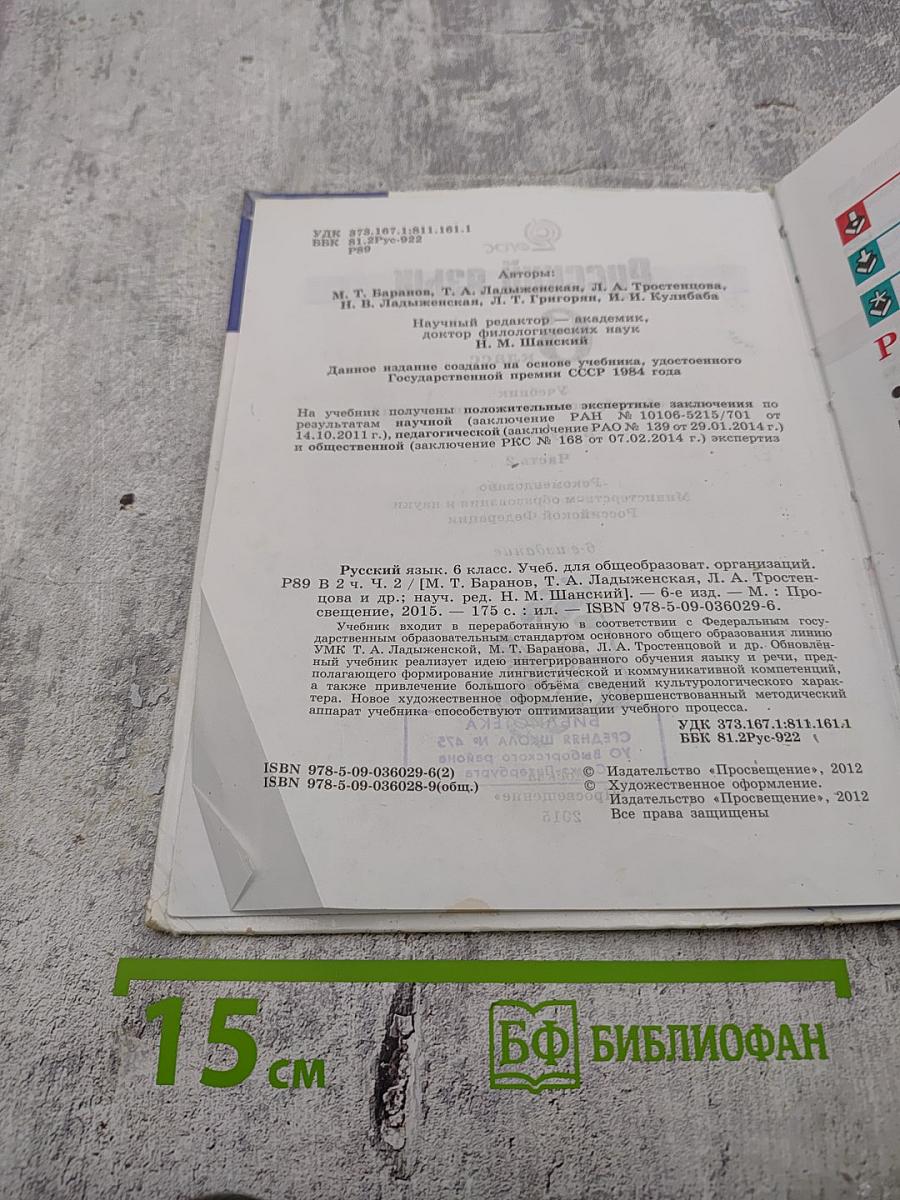 УДК 373.167.1:811.161.1
ББК 81.2Рус-922
Р89
Авторы:
М. Т. Баранов, Т. А. Ладыженская, Л. А. Тростенцова,
Н. В. Ладыженская, Л. Т. Григорян, И. И. Кулибаба
Научный редактор — академик,
доктор филологических наук
Н. М. Шанский
Данное издание создано на основе учебника, удостоенного
Государственной премии СССР 1984 года
На учебник получены положительные экспертные заключения по
результатам научной (заключение РАН № 10106-5215/701 от
14.10.2011 г.), педагогической (заключение РАО № 139 от 29.01.2014 г.)
и общественной (заключение РКС № 168 от 07.02.2014 г.) экспертиз
Русский язык. 6 класс. Учеб. для общеобразоват. организаций.
Р89 В 2 ч. Ч. 2 / [М. Т. Баранов, Т. А. Ладыженская, Л. А. Тростен-
цова и др.; науч. ред. Н. М. Шанский]. — 6-е изд. — М. : Про-
свещение, 2015. — 175 с. : ил. — ISBN 978-5-09-036029-6.
Учебник входит в переработанную в соответствии с Федеральным госу-
дарственным образовательным стандартом основного общего образования линию
УМК Т. А. Ладыженской, М. Т. Баранова, Л. А. Тростенцовой и др. Обновлён-
ный учебник реализует идею интегрированного обучения языку и речи, пред-
полагающего формирование лингвистической и коммуникативной компетенций,
а также привлечение большого объёма сведений культурологического харак-
тера. Новое художественное оформление, усовершенствованный методический
аппарат учебника способствуют оптимизации учебного процесса.
УДК 373.167.1:811.161.1
ББК 81.2Рус-922
ISBN 978-5-09-036029-6(2)
ISBN 978-5-09-036028-9(общ.)
© Издательство «Просвещение», 2012
© Художественное оформление.
Издательство «Просвещение», 2012
Все права защищены
Р
15 см
БФ БИБЛИОФАН